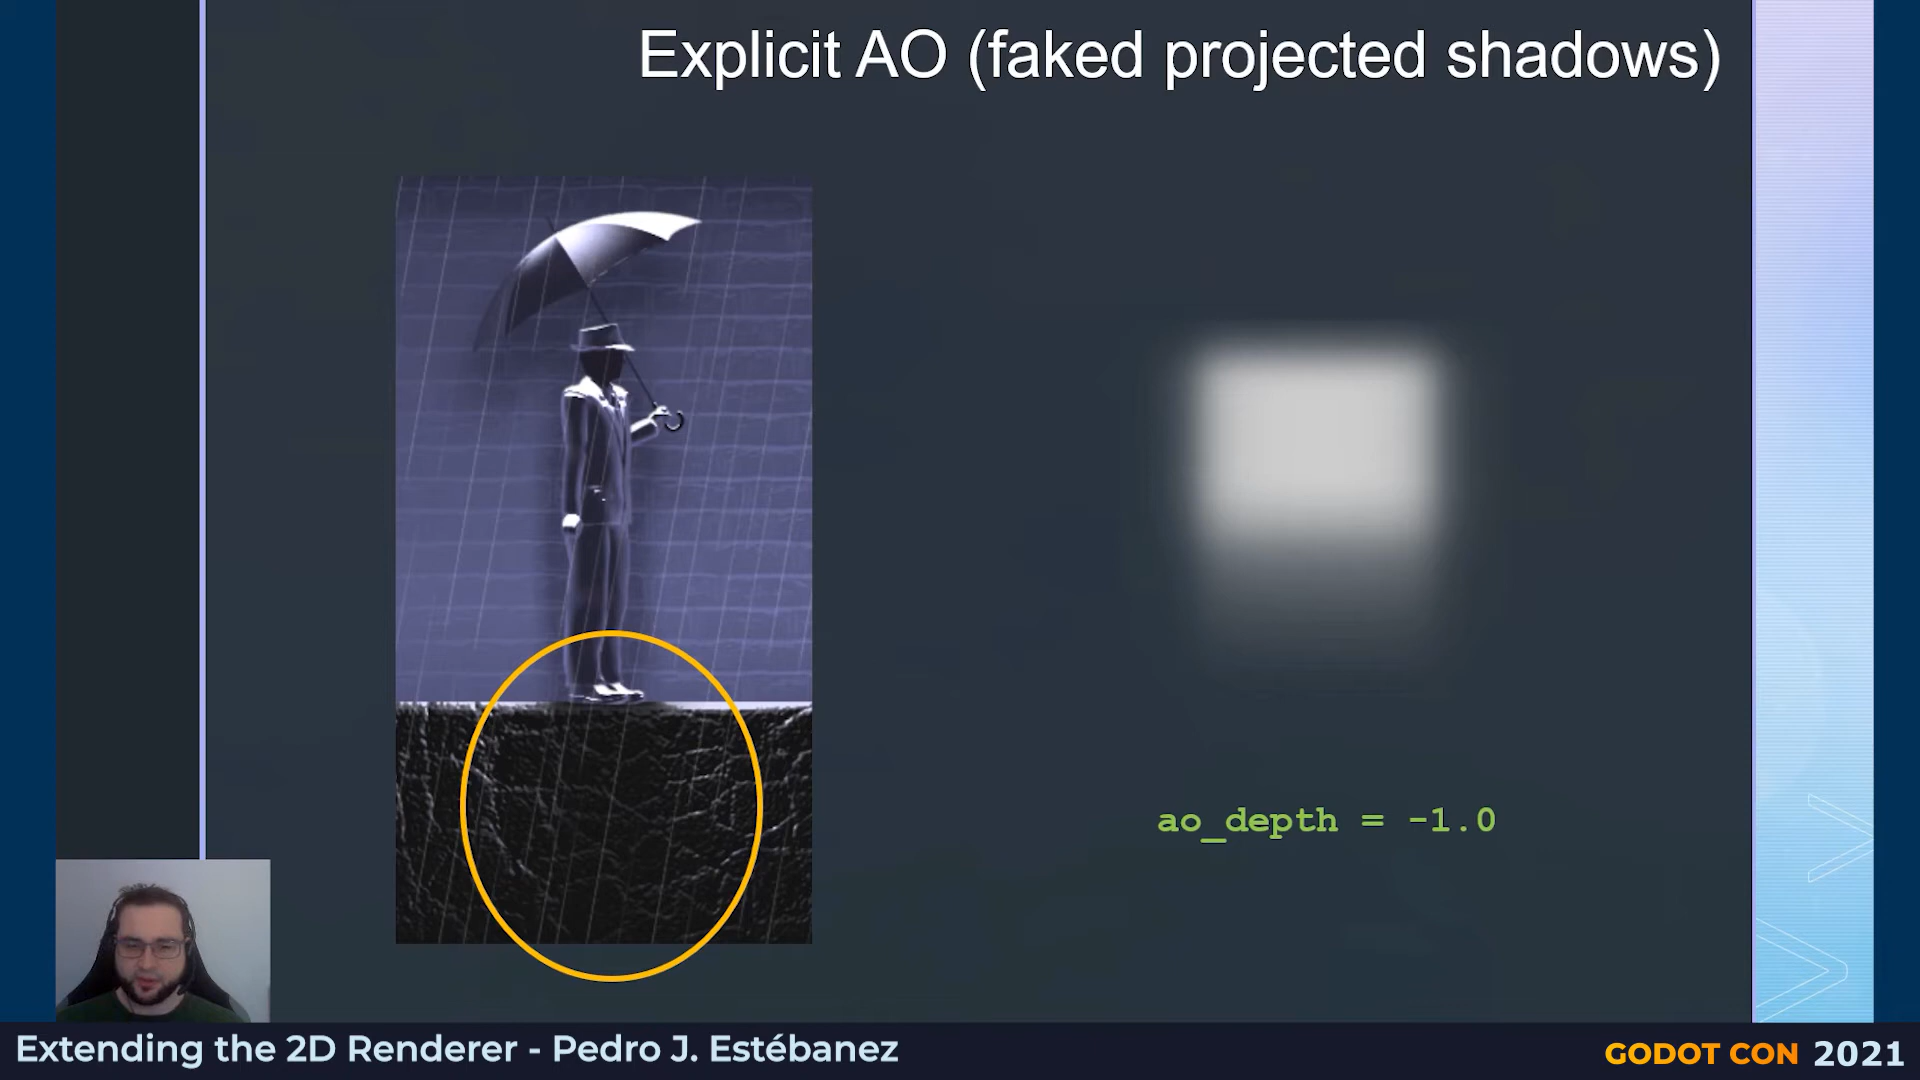 Explicit AO (faked projected shadows)
ao_depth = -1.0
Extending the 2D Renderer - Pedro J. Estébanez
GODOT CON 2021